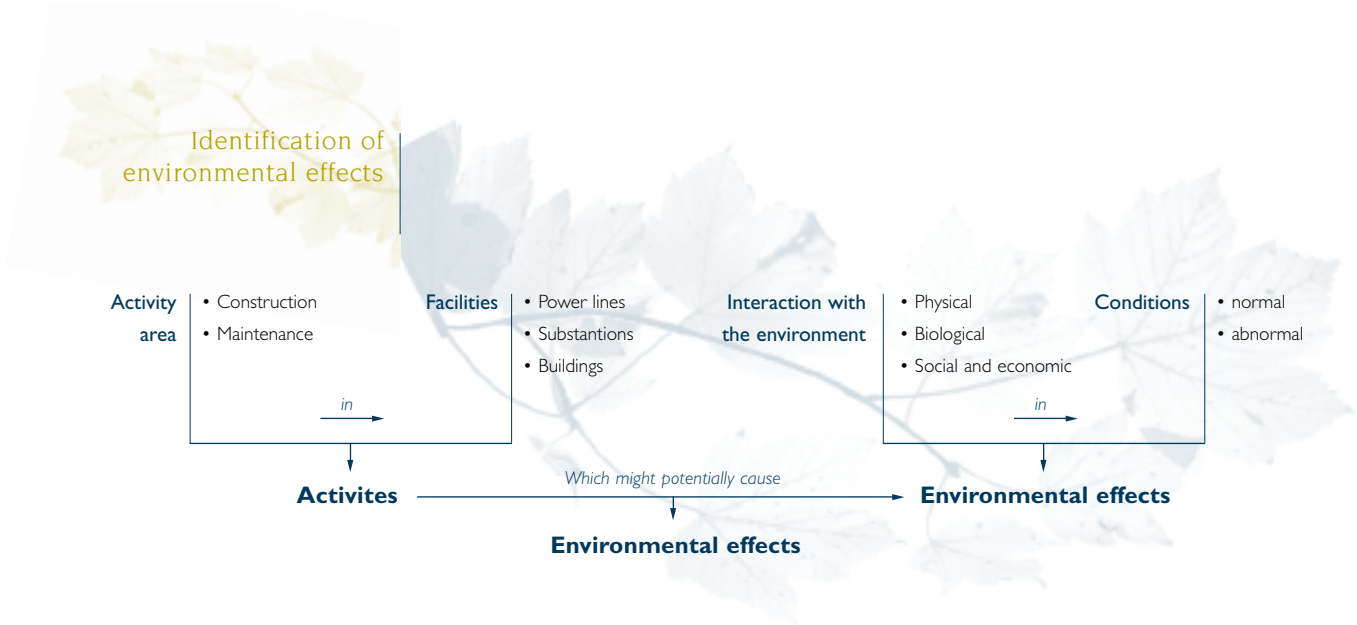 Identification of
environmental effects
Activity
area
• Construction
• Maintenance
Facilities
• Power lines
• Substantions
• Buildings
Interaction with
the environment
• Physical
• Biological
• Social and economic
Conditions
• normal
• abnormal
in
in
Which might potentially cause
Activites
Environmental effects
Environmental effects